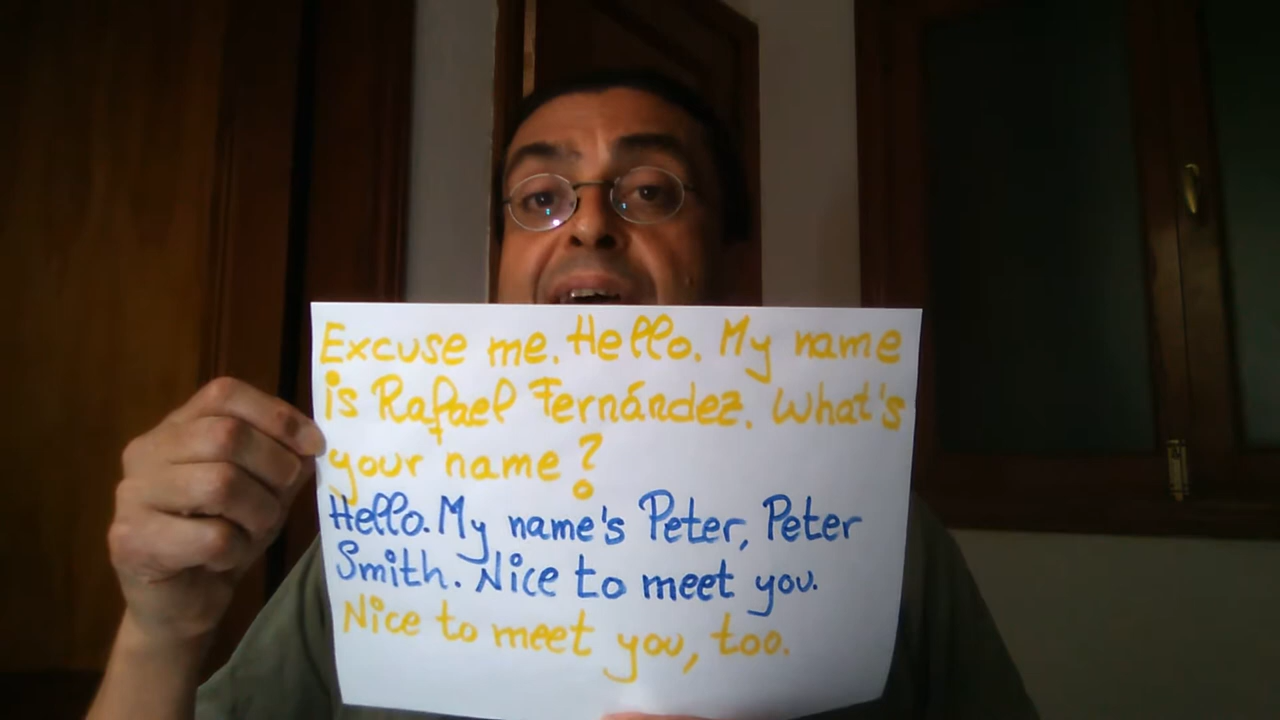 Excuse me. Hello. My name
is Rafael Fernández. What's
your name?
Hello. My name's Peter, Peter
Smith. Nice to meet you.
Nice to meet you, too.